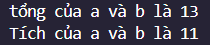 tổng của a và b là 13
Tích của a và b là 11